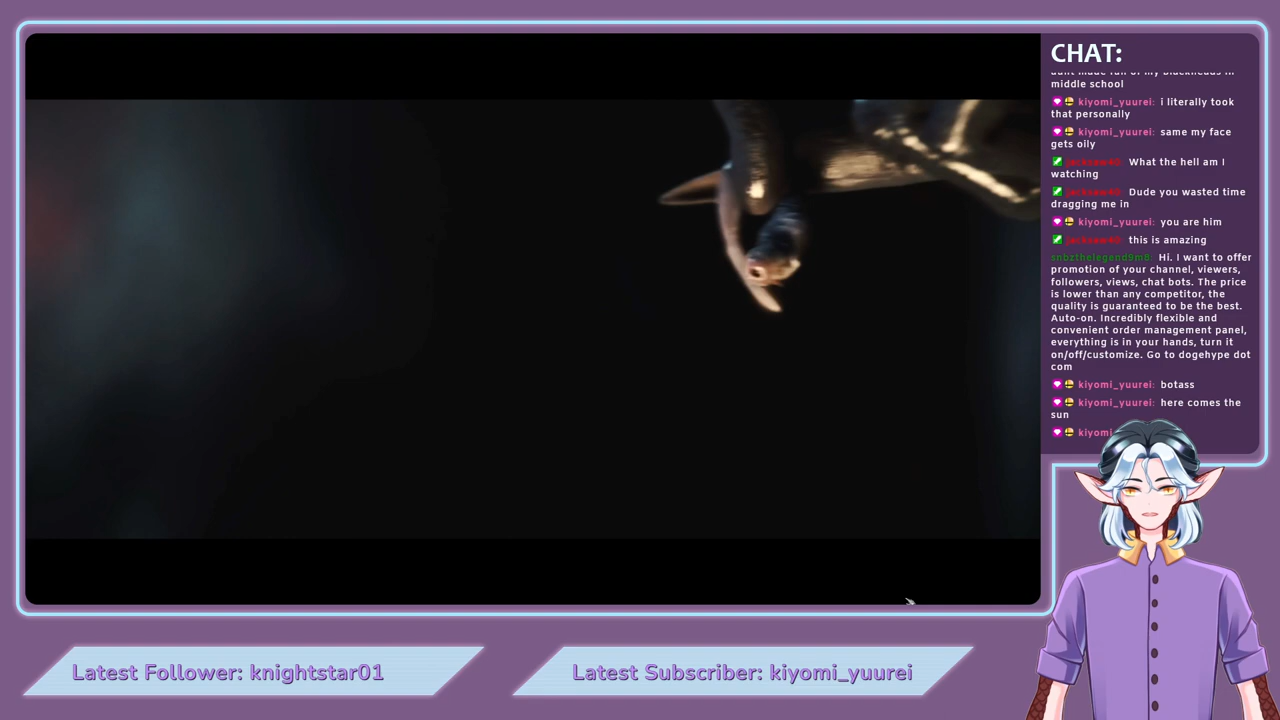 CHAT:
middle school
kiyomi_yuurei: i literally took
that personally
kiyomi_yuurei: same my face
gets oily
What the hell am I
watching
Dude you wasted time
dragging me in
kiyomi_yuurei: you are him
this is amazing
snbzthelegend9m8: Hi. I want to offer
promotion of your channel, viewers,
followers, views, chat bots. The price
is lower than any competitor, the
quality is guaranteed to be the best.
Auto-on. Incredibly flexible and
convenient order management panel,
everything is in your hands, turn it
on/off/customize. Go to dogehype dot
com
kiyomi_yuurei: botass
kiyomi_yuurei: here comes the
sun
kiyomi
Latest Follower: knightstar01
Latest Subscriber: kiyomi_yuurei